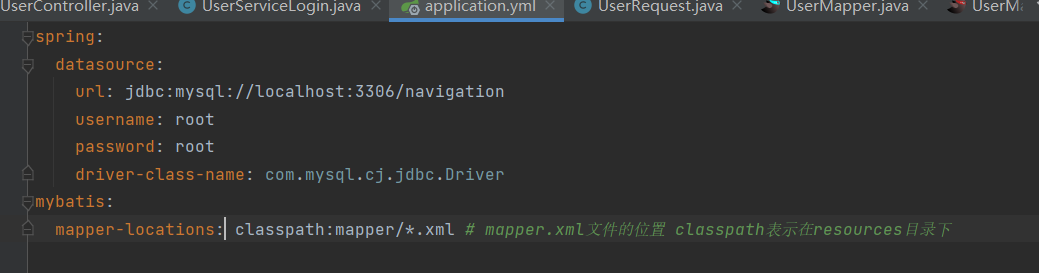 UserController.java UserServiceLogin.java application.yml UserRequest.java UserMapper.java UserMa
spring:
datasource:
url: jdbc:mysql://localhost:3306/navigation
username: root
password: root
driver-class-name: com.mysql.cj.jdbc.Driver
mybatis:
mapper-locations: classpath:mapper/*.xml # mapper.xml文件的位置 classpath表示在resources目录下